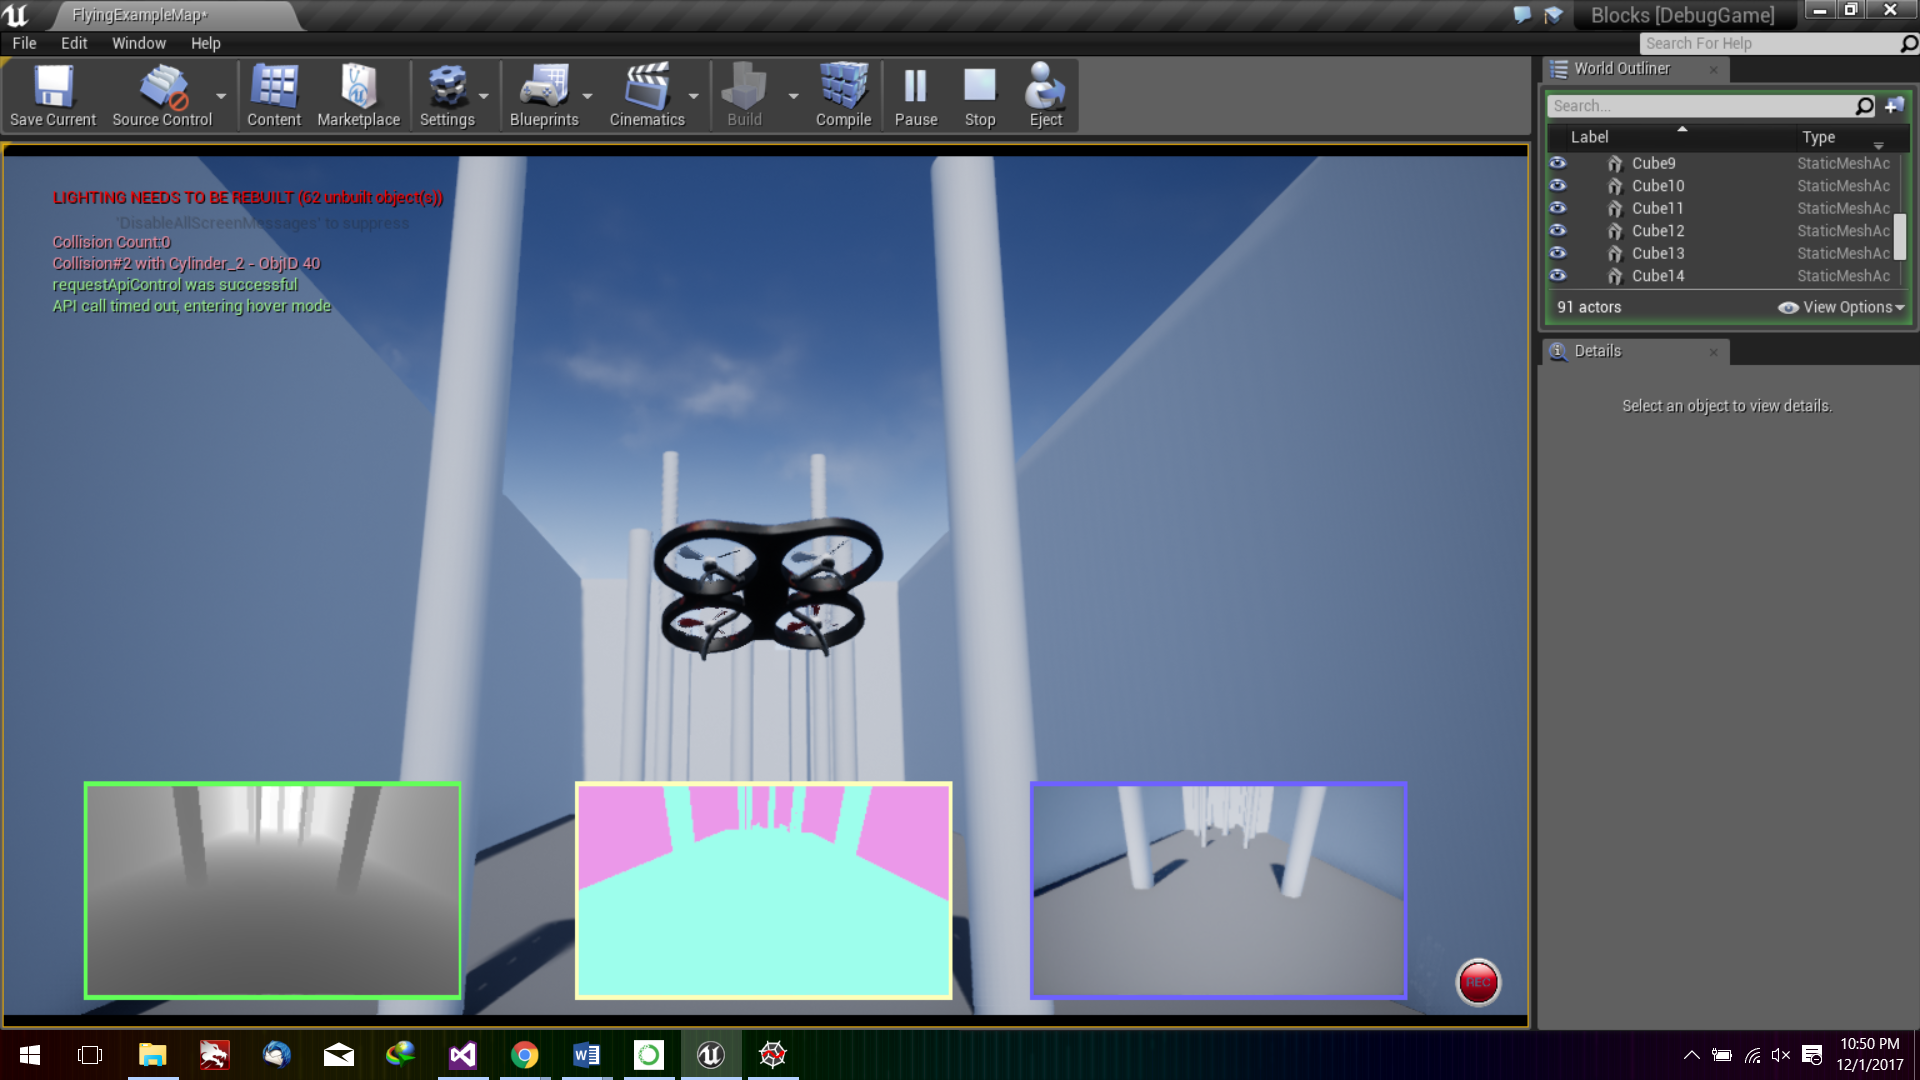 FlyingExampleMap*
Blocks [DebugGame]
File Edit Window Help
Search For Help
Save Current Source Control Content Marketplace Settings Blueprints Cinematics Build Compile Pause Stop Eject
World Outliner
Search...
Label Type
Cube9 StaticMeshAc
Cube10 StaticMeshAc
Cube11 StaticMeshAc
Cube12 StaticMeshAc
Cube13 StaticMeshAc
Cube14 StaticMeshAc
91 actors View Options
Details
Select an object to view details.
LIGHTING NEEDS TO BE REBUILT (62 unbuilt object(s))
'DisableAllScreenMessages' to suppress
Collision Count:0
Collision#2 with Cylinder_2 - ObjID 40
requestApiControl was successful
API call timed out, entering hover mode
REC
10:50 PM
12/1/2017